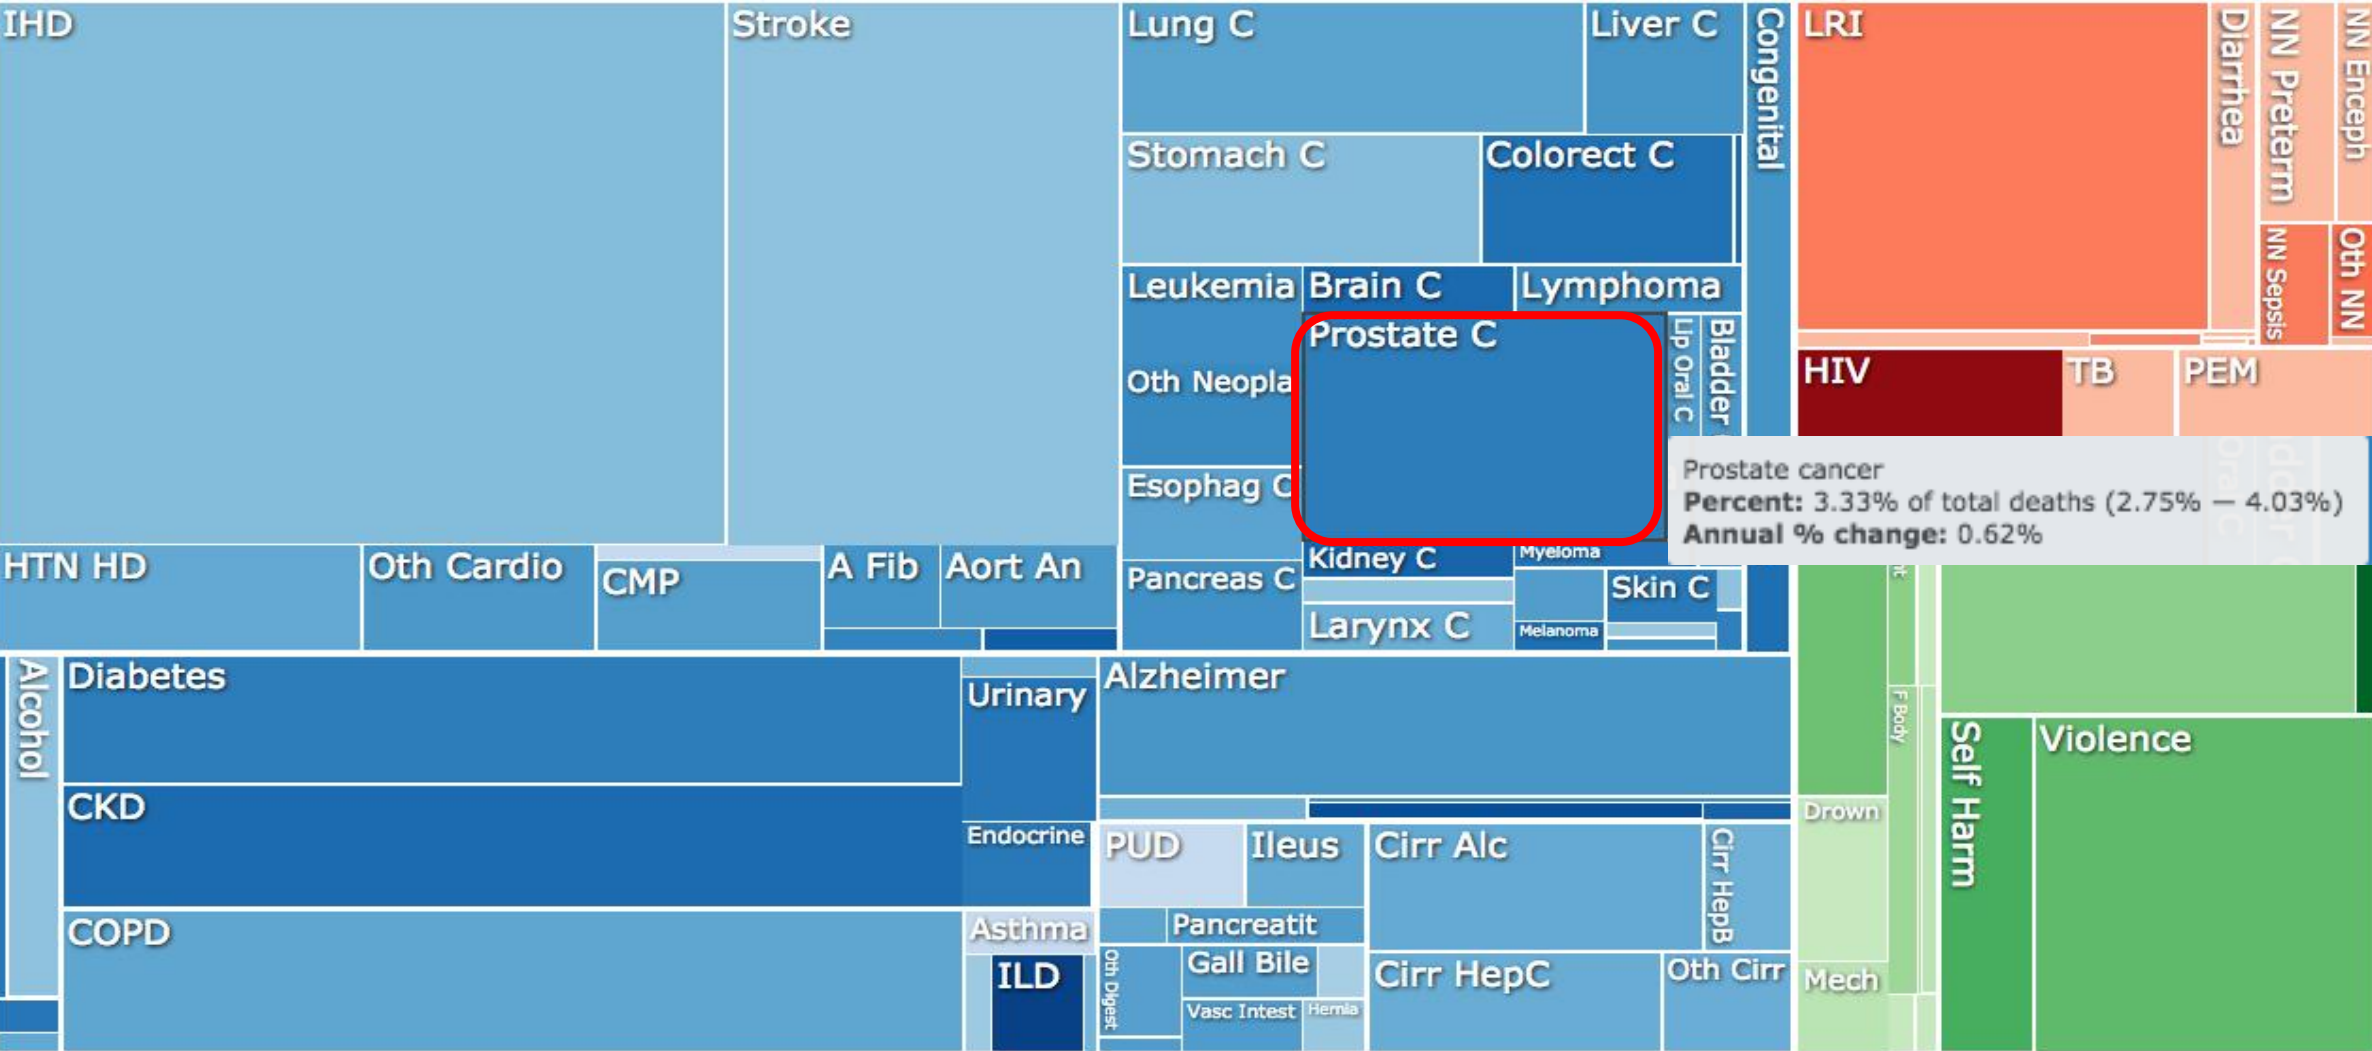 IHD
Stroke
Lung C
Liver C
Congenital
LRI
Diarrhea
NN Preterm
NN Enceph
Stomach C
Colorect C
NN Sepsis
Oth NN
Leukemia
Brain C
Lymphoma
Prostate C
Lip Oral C
Bladder
Oth Neopla
HIV
TB
PEM
Esophag C
Prostate cancer
Percent: 3.33% of total deaths (2.75% — 4.03%)
Annual % change: 0.62%
HTN HD
Oth Cardio
CMP
A Fib
Aort An
Pancreas C
Kidney C
Myeloma
Skin C
Larynx C
Melanoma
Alcohol
Diabetes
Urinary
Alzheimer
F Body
Self Harm
Violence
CKD
Endocrine
PUD
Ileus
Cirr Alc
Cirr HepB
Drown
COPD
Asthma
Pancreatit
ILD
Oth Digest
Gall Bile
Cirr HepC
Oth Cirr
Mech
Vasc Intest
Hernia